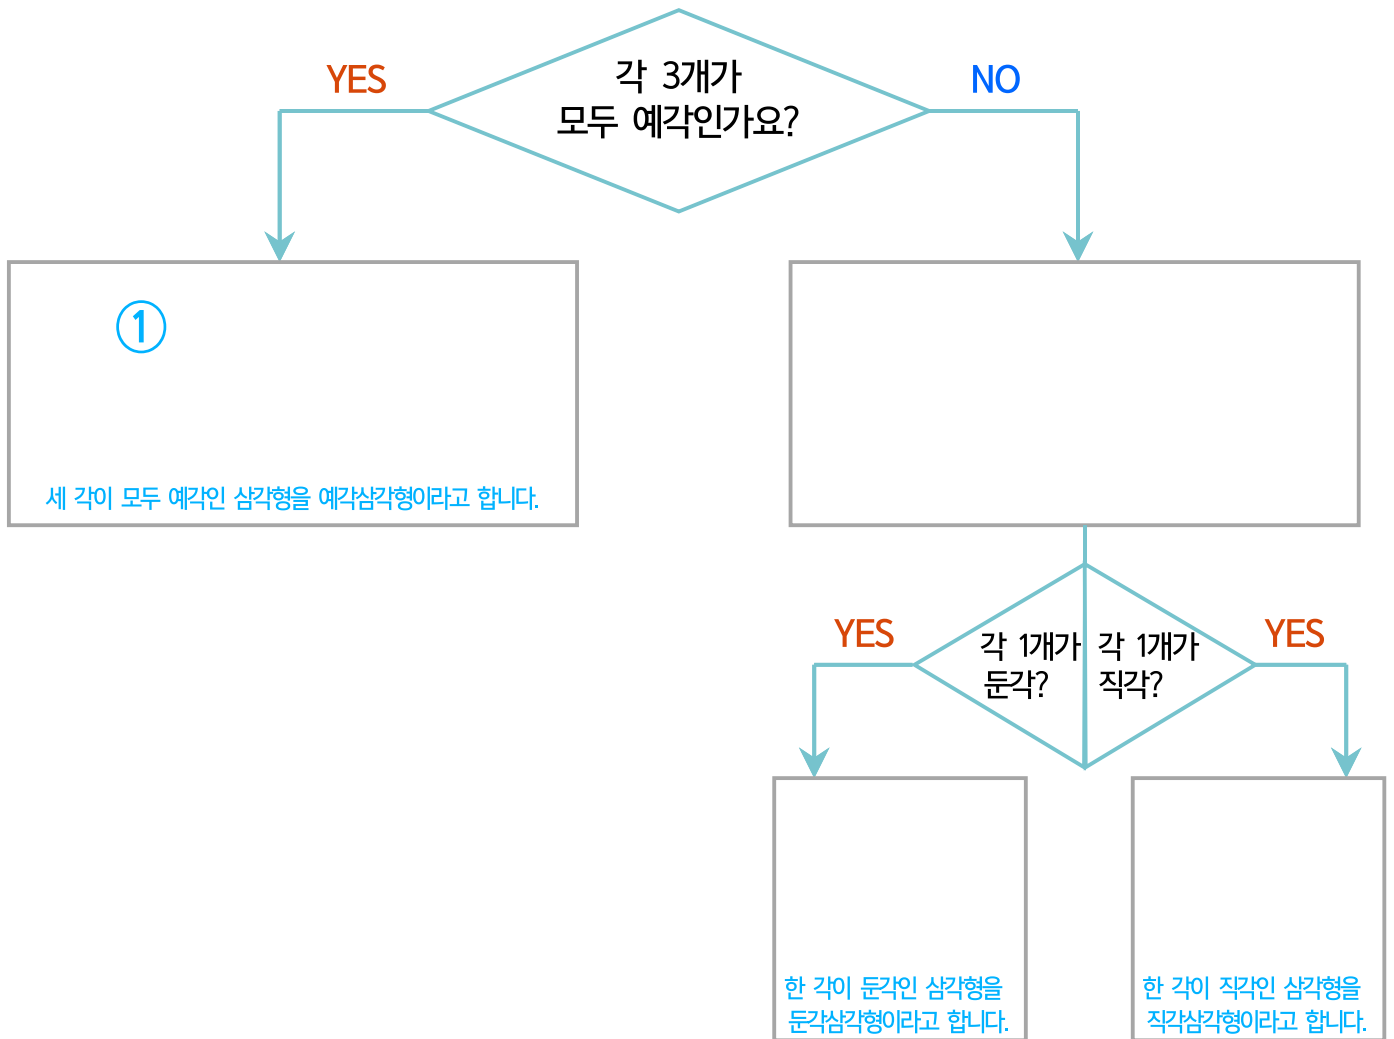 각 3개가
모두 예각인가요?
YES
NO
①
세 각이 모두 예각인 삼각형을 예각삼각형이라고 합니다.
YES
각 1개가
둔각?
각 1개가
직각?
YES
한 각이 둔각인 삼각형을
둔각삼각형이라고 합니다.
한 각이 직각인 삼각형을
직각삼각형이라고 합니다.